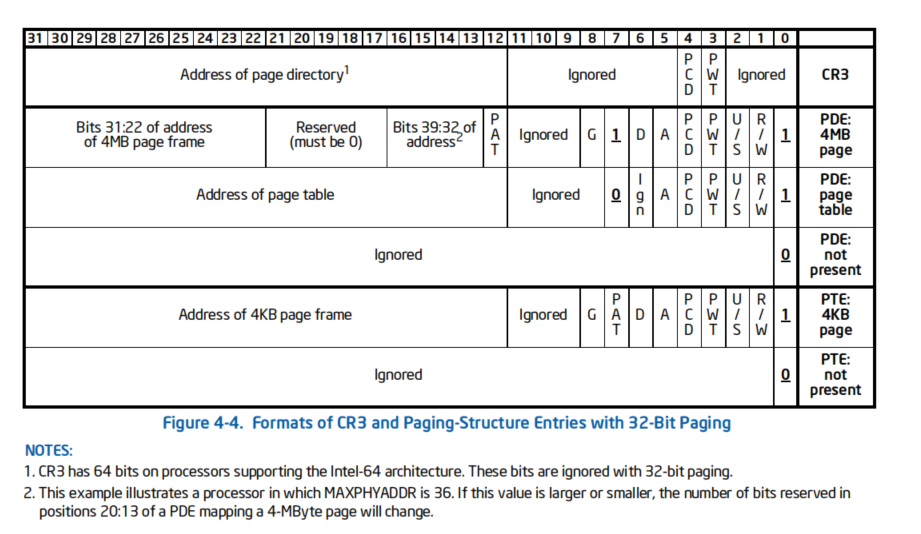 31 30 29 28 27 26 25 24 23 22 21 20 19 18 17 16 15 14 13 12 11 10 9 8 7 6 5 4 3 2 1 0
Address of page directory1 Ignored PCD PWT Ignored CR3
Bits 31:22 of address of 4MB page frame Reserved (must be 0) Bits 39:32 of address2 PAT Ignored G 1 D A PCD PWT U/S R/W 1 PDE: 4MB page
Address of page table Ignored 0 Ign A PCD PWT U/S R/W 1 PDE: page table
Ignored 0 PDE: not present
Address of 4KB page frame Ignored G PAT D A PCD PWT U/S R/W 1 PTE: 4KB page
Ignored 0 PTE: not present
Figure 4-4. Formats of CR3 and Paging-Structure Entries with 32-Bit Paging
NOTES:
1. CR3 has 64 bits on processors supporting the Intel-64 architecture. These bits are ignored with 32-bit paging.
2. This example illustrates a processor in which MAXPHYADDR is 36. If this value is larger or smaller, the number of bits reserved in
positions 20:13 of a PDE mapping a 4-MByte page will change.